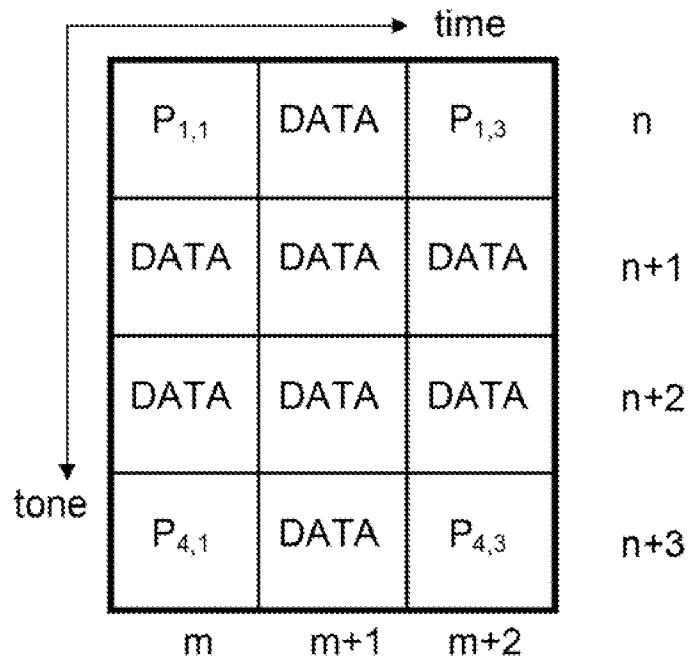 time
P1,1 DATA P1,3 n
DATA DATA DATA n+1
DATA DATA DATA n+2
tone
P4,1 DATA P4,3 n+3
m m+1 m+2